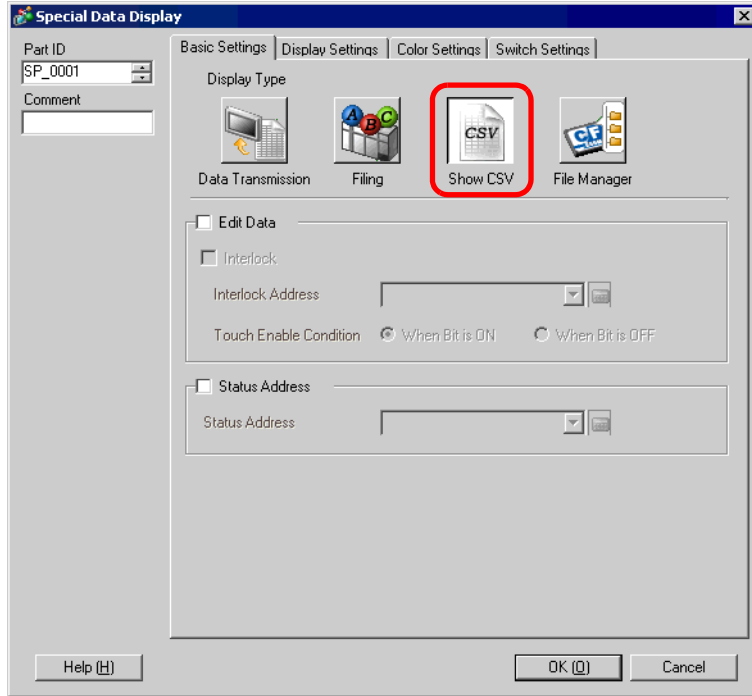 Special Data Display
Part ID
SP_0001
Comment
Basic Settings
Display Settings
Color Settings
Switch Settings
Display Type
A
B
C
CSV
CF
Data Transmission
Filing
Show CSV
File Manager
Edit Data
Interlock
Interlock Address
Touch Enable Condition
When Bit is ON
When Bit is OFF
Status Address
Status Address
Help (H)
OK (O)
Cancel